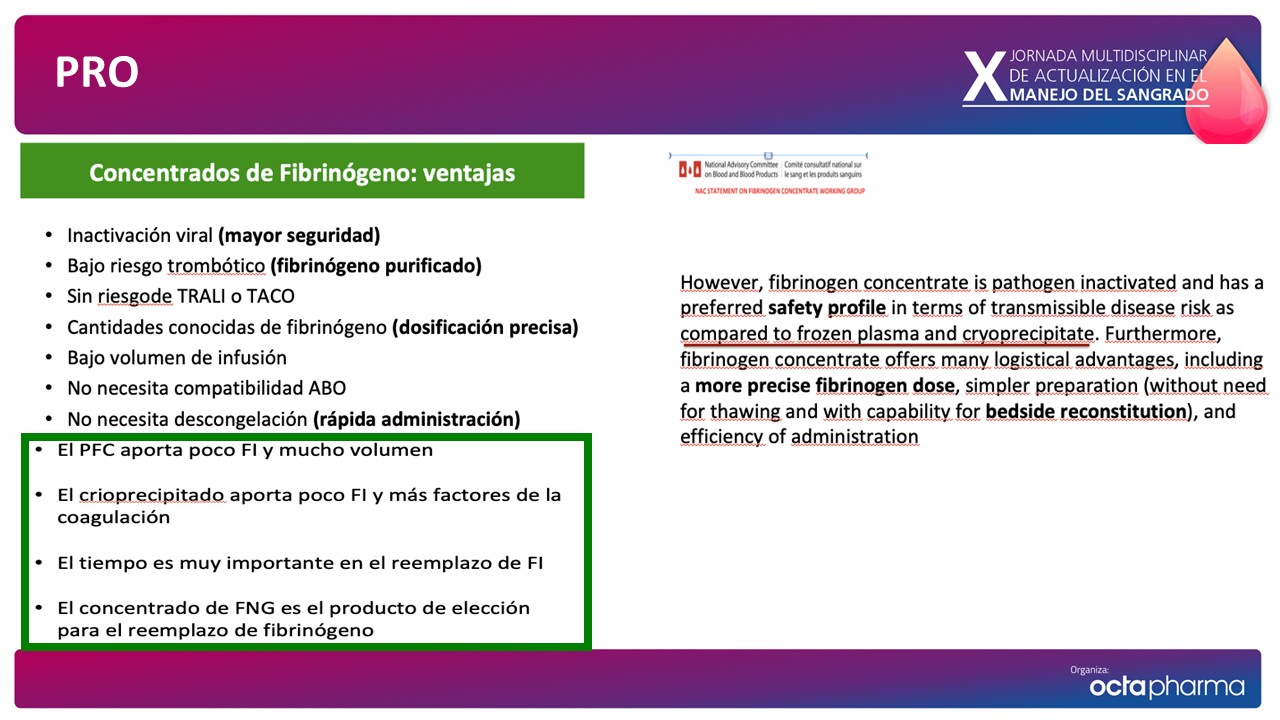 PRO
X JORNADA MULTIDISCIPLINAR
DE ACTUALIZACIÓN EN EL
MANEJO DEL SANGRADO
Concentrados de Fibrinógeno: ventajas
• Inactivación viral (mayor seguridad)
• Bajo riesgo trombótico (fibrinógeno purificado)
• Sin riesgode TRALI o TACO
• Cantidades conocidas de fibrinógeno (dosificación precisa)
• Bajo volumen de infusión
• No necesita compatibilidad ABO
• No necesita descongelación (rápida administración)
• El PFC aporta poco FI y mucho volumen
• El crioprecipitado aporta poco FI y más factores de la
coagulación
• El tiempo es muy importante en el reemplazo de FI
• El concentrado de FNG es el producto de elección
para el reemplazo de fibrinógeno
National Advisory Committee | Comité consultatif national sur
on Blood and Blood Products | le sang et les produits sanguins
NAC STATEMENT ON FIBRINOGEN CONCENTRATE WORKING GROUP
However, fibrinogen concentrate is pathogen inactivated and has a
preferred safety profile in terms of transmissible disease risk as
compared to frozen plasma and cryoprecipitate. Furthermore,
fibrinogen concentrate offers many logistical advantages, including
a more precise fibrinogen dose, simpler preparation (without need
for thawing and with capability for bedside reconstitution), and
efficiency of administration
Organiza:
octapharma